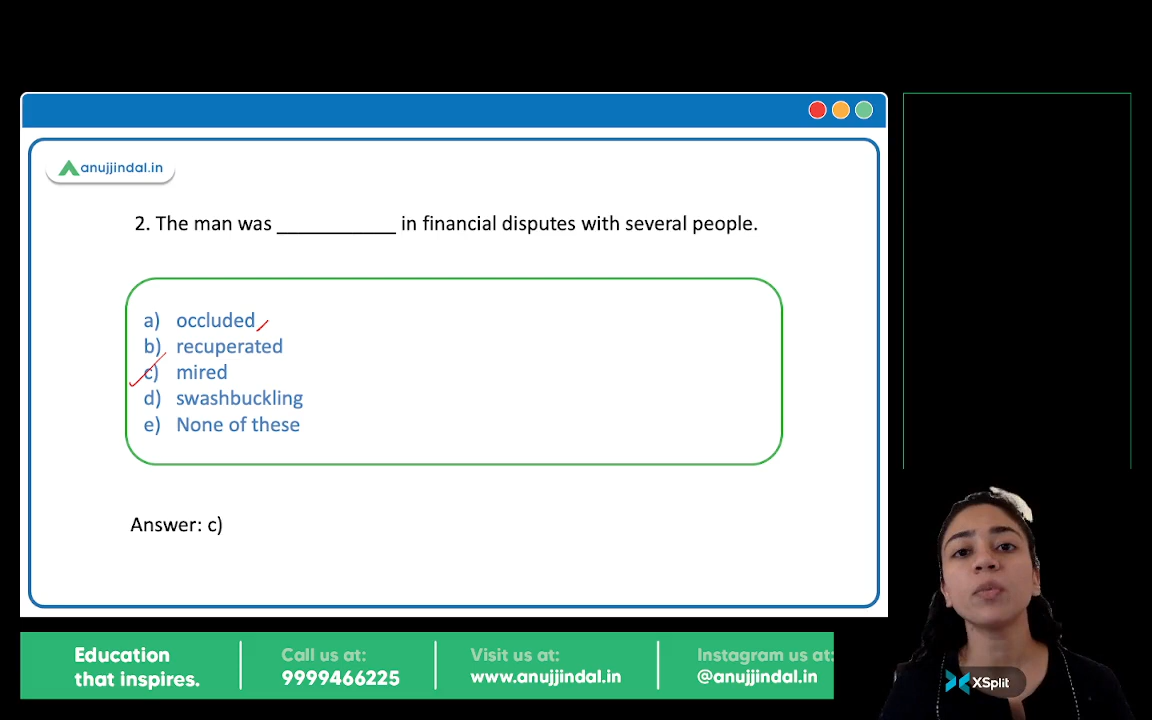 anujjindal.in
2. The man was ___________ in financial disputes with several people.
a) occluded
b) recuperated
c) mired
d) swashbuckling
e) None of these
Answer: c)
Education
that inspires.
Call us at:
9999466225
Visit us at:
www.anujjindal.in
Instagram us at:
@anujjindal.in
XSplit